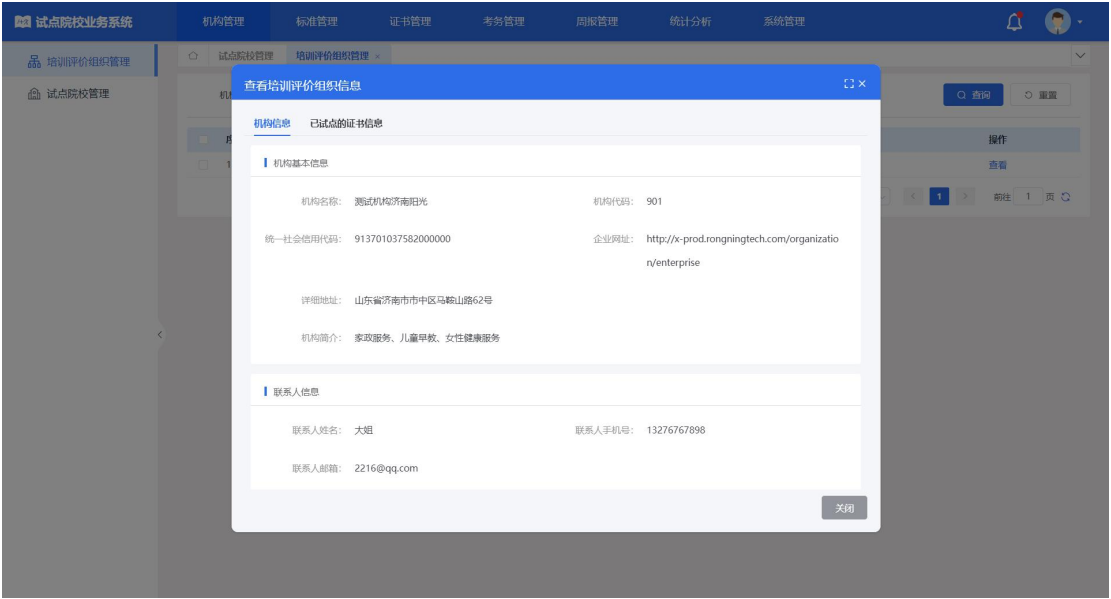 试点院校业务系统 机构管理 标准管理 证书管理 考务管理 周报管理 统计分析 系统管理
培训评价组织管理 试点院校管理 培训评价组织管理 ×
试点院校管理
查看培训评价组织信息
查询 重置
机构信息 已试点的证书信息
操作
机构基本信息
1 查看
机构名称: 测试机构济南阳光 机构代码: 901
1 前往 1 页
统一社会信用代码: 913701037582000000 企业网址: http://x-prod.rongningtech.com/organizatio
n/enterprise
详细地址: 山东省济南市市中区马鞍山路62号
机构简介: 家政服务、儿童早教、女性健康服务
联系人信息
联系人姓名: 大姐 联系人手机号: 13276767898
联系人邮箱: 2216@qq.com
关闭